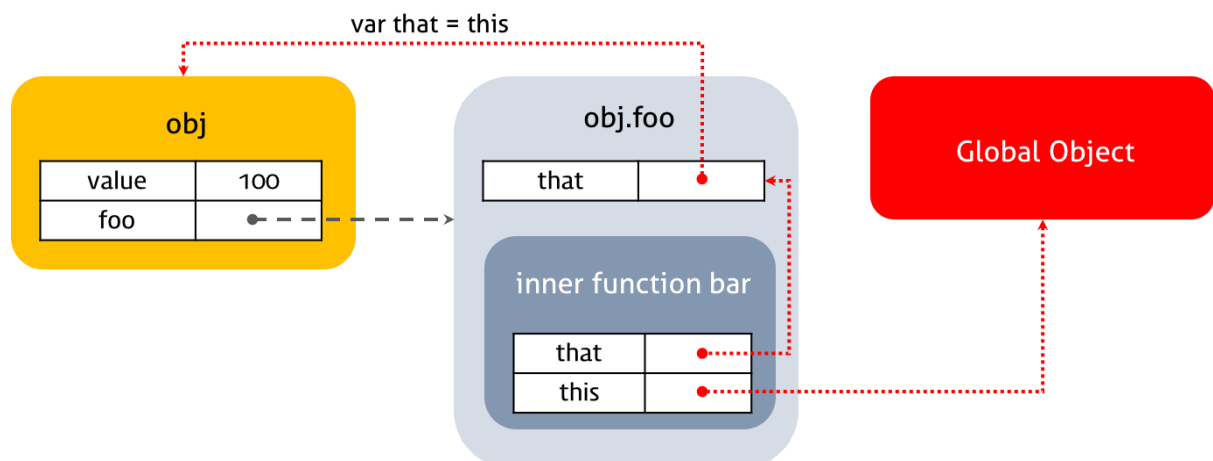 var that = this
obj
value 100
foo
obj.foo
that
inner function bar
that
this
Global Object